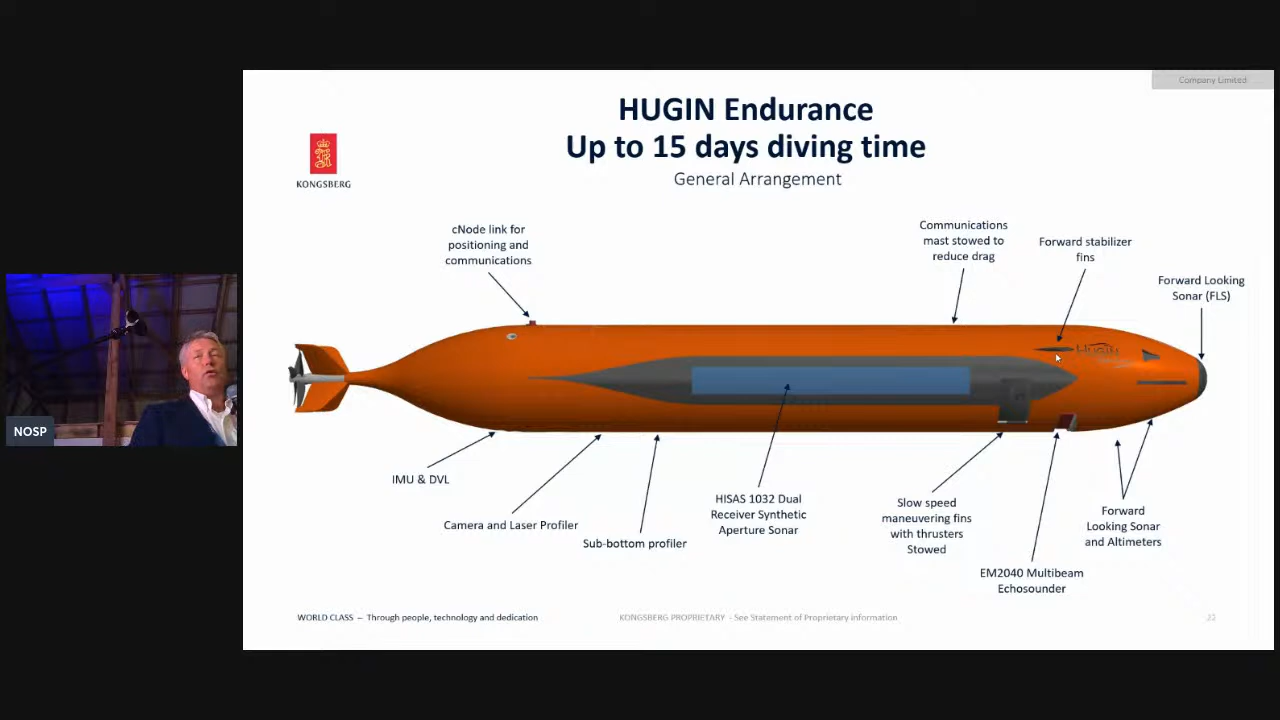 Company Limited
HUGIN Endurance
Up to 15 days diving time
General Arrangement
KONGSBERG
cNode link for
positioning and
communications
Communications
mast stowed to
reduce drag
Forward stabilizer
fins
Forward Looking
Sonar (FLS)
HUGIN
NOSP
IMU & DVL
Camera and Laser Profiler
Sub-bottom profiler
HISAS 1032 Dual
Receiver Synthetic
Aperture Sonar
Slow speed
maneuvering fins
with thrusters
Stowed
EM2040 Multibeam
Echosounder
Forward
Looking Sonar
and Altimeters
WORLD CLASS – Through people, technology and dedication
KONGSBERG PROPRIETARY - See Statement of Proprietary information
22